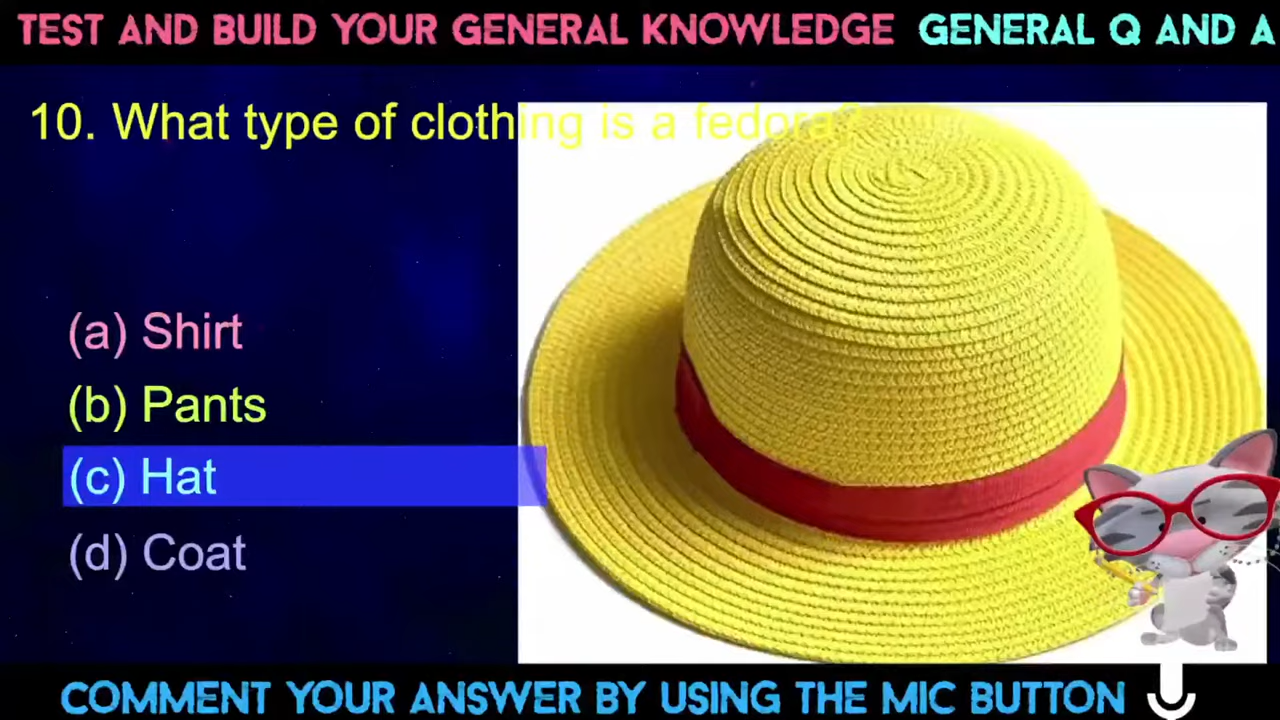 TEST AND BUILD YOUR GENERAL KNOWLEDGE GENERAL Q AND A
10. What type of clothing is a fedora?
(a) Shirt
(b) Pants
(c) Hat
(d) Coat
COMMENT YOUR ANSWER BY USING THE MIC BUTTON